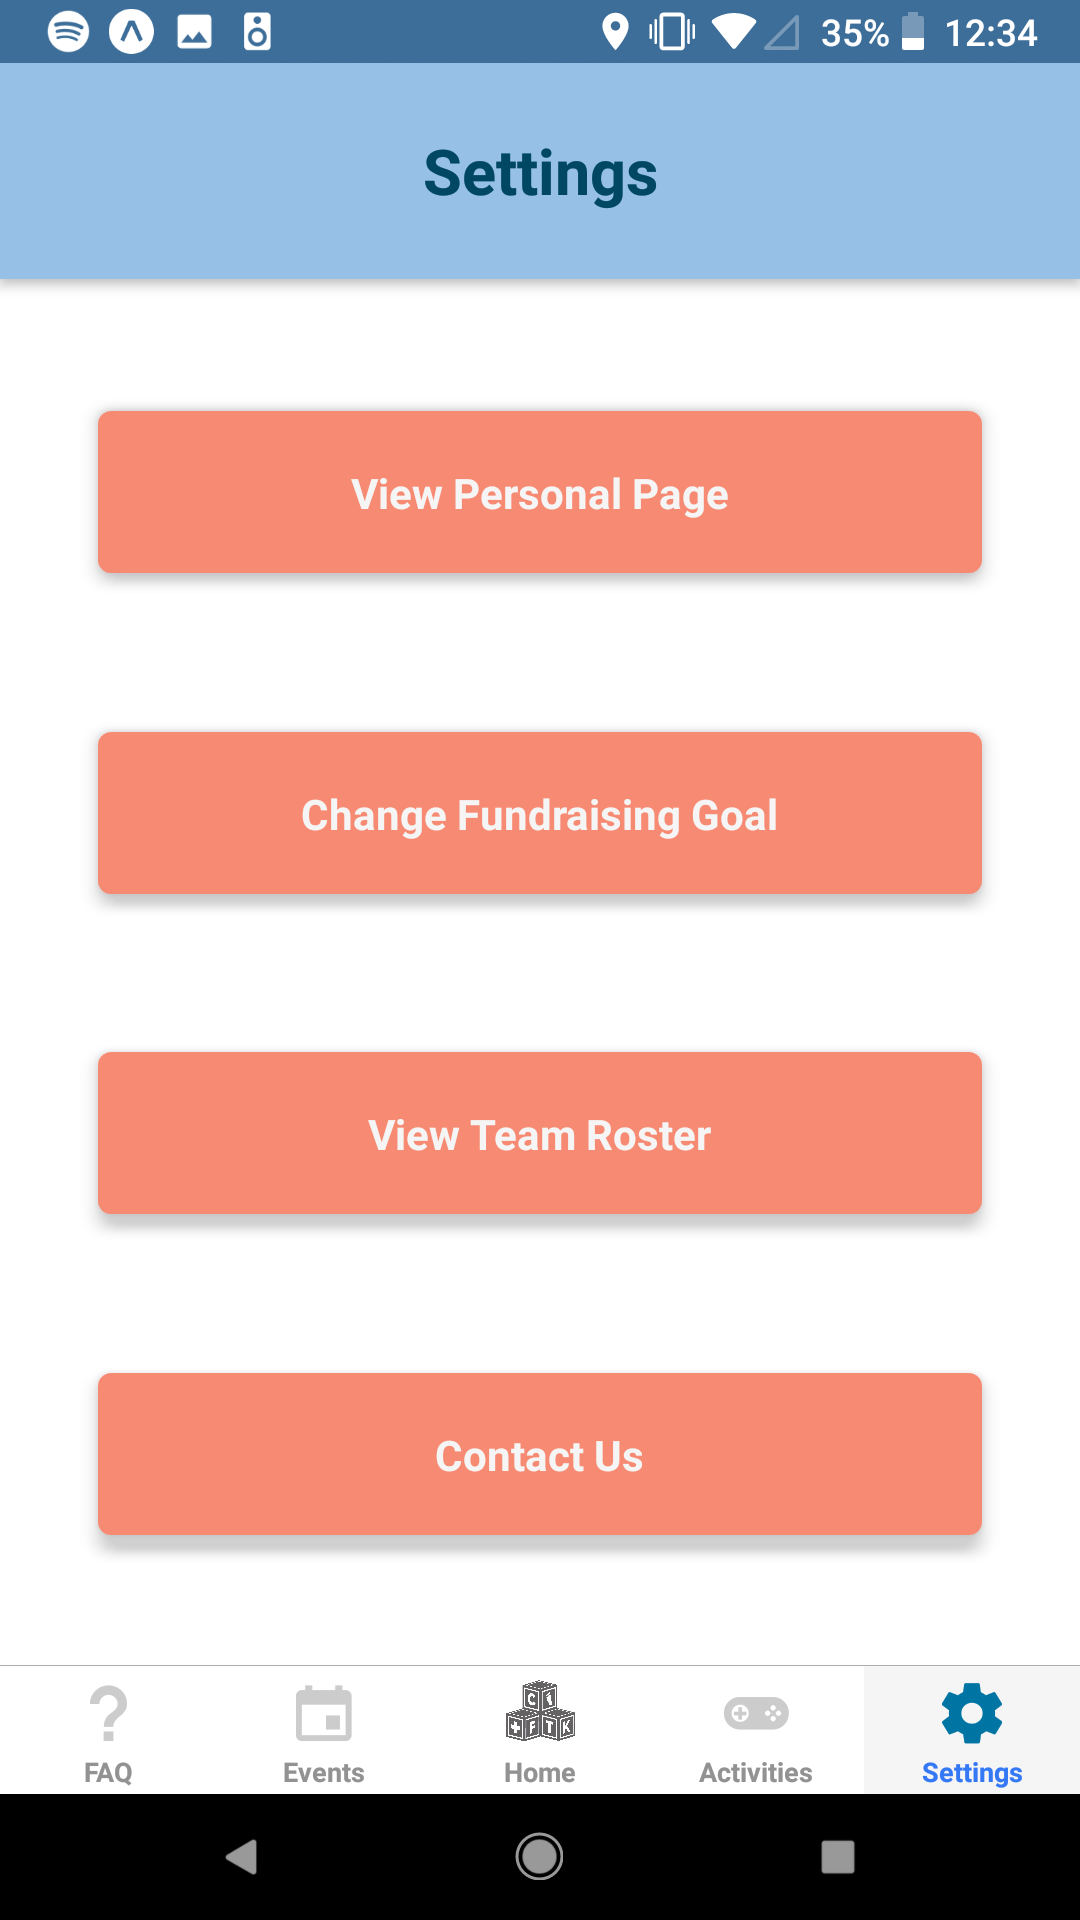 35% 12:34
Settings
View Personal Page
Change Fundraising Goal
View Team Roster
Contact Us
FAQ Events Home Activities Settings